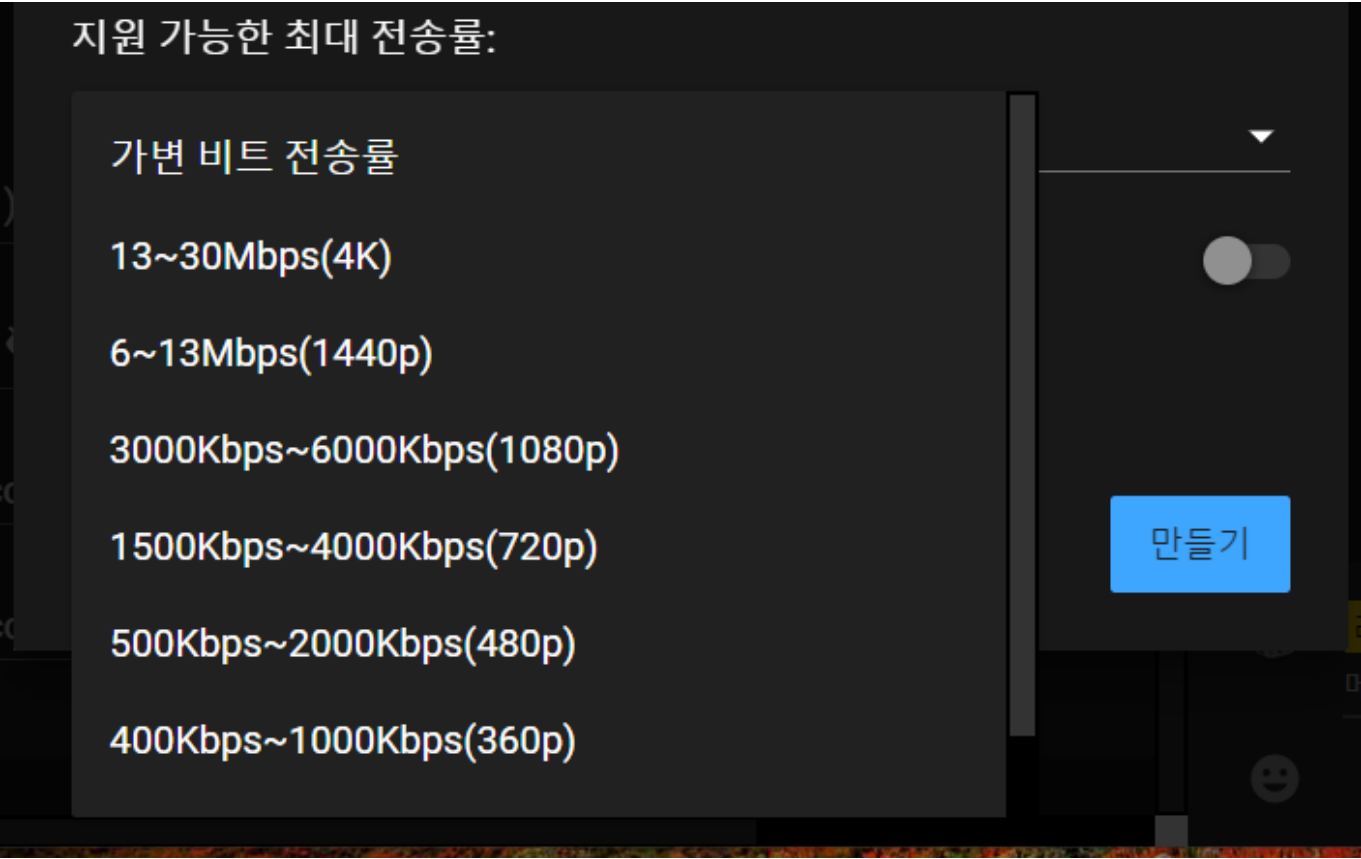 지원 가능한 최대 전송률:
가변 비트 전송률
13~30Mbps(4K)
6~13Mbps(1440p)
3000Kbps~6000Kbps(1080p)
1500Kbps~4000Kbps(720p)
만들기
500Kbps~2000Kbps(480p)
400Kbps~1000Kbps(360p)